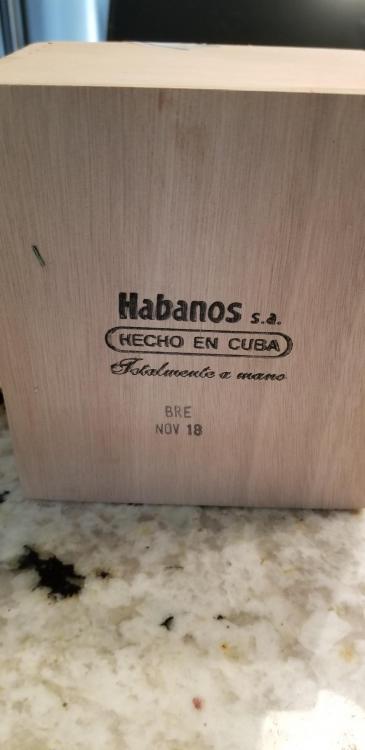 Habanos s.a.
HECHO EN CUBA
Totalmente a mano
BRE
NOV 18